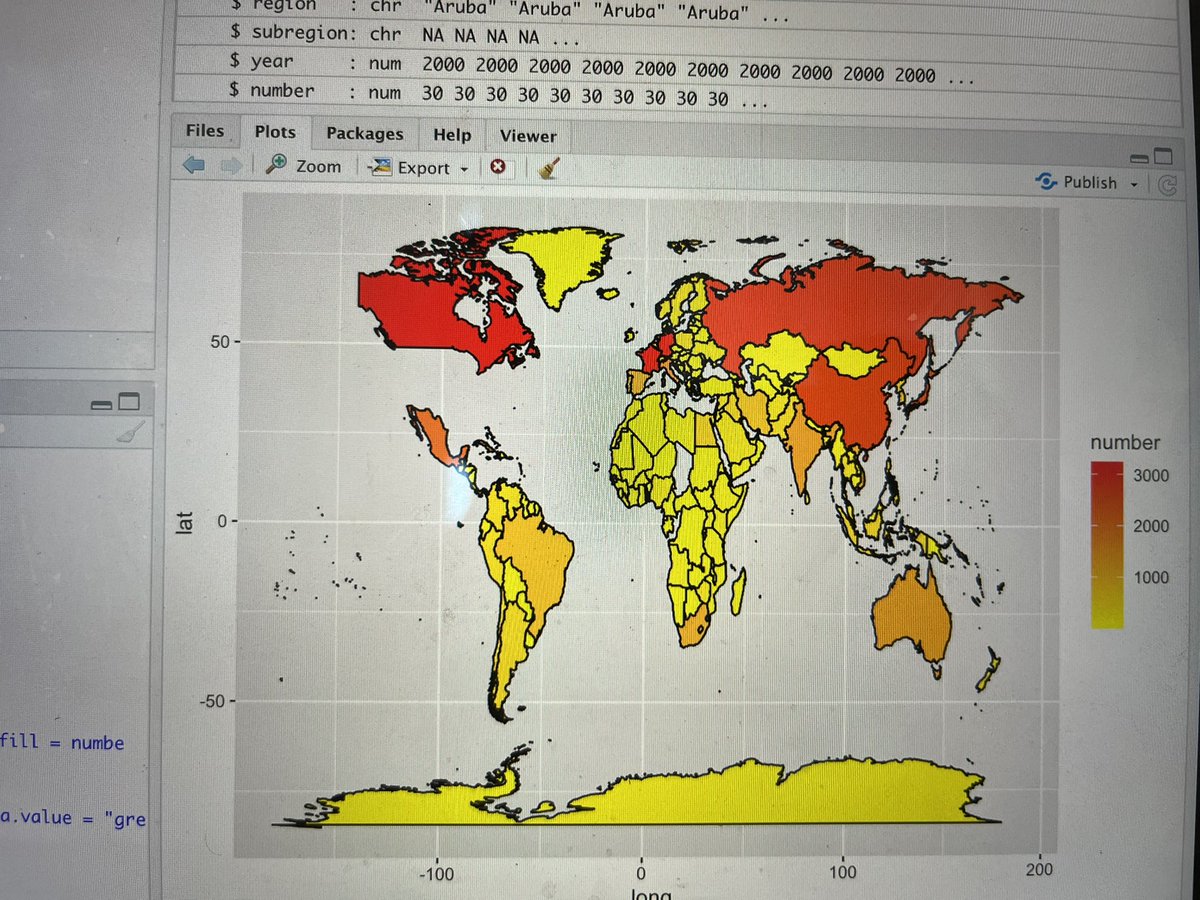 $ region : chr "Aruba" "Aruba" "Aruba" "Aruba" ...
$ subregion: chr NA NA NA NA ...
$ year : num 2000 2000 2000 2000 2000 2000 2000 2000 2000 2000 ...
$ number : num 30 30 30 30 30 30 30 30 30 30 ...
Files Plots Packages Help Viewer
Zoom Export Publish
number
3000
2000
1000
50
0
-50
lat
-100 0 100 200
long
fill = numbe
a.value = "gre